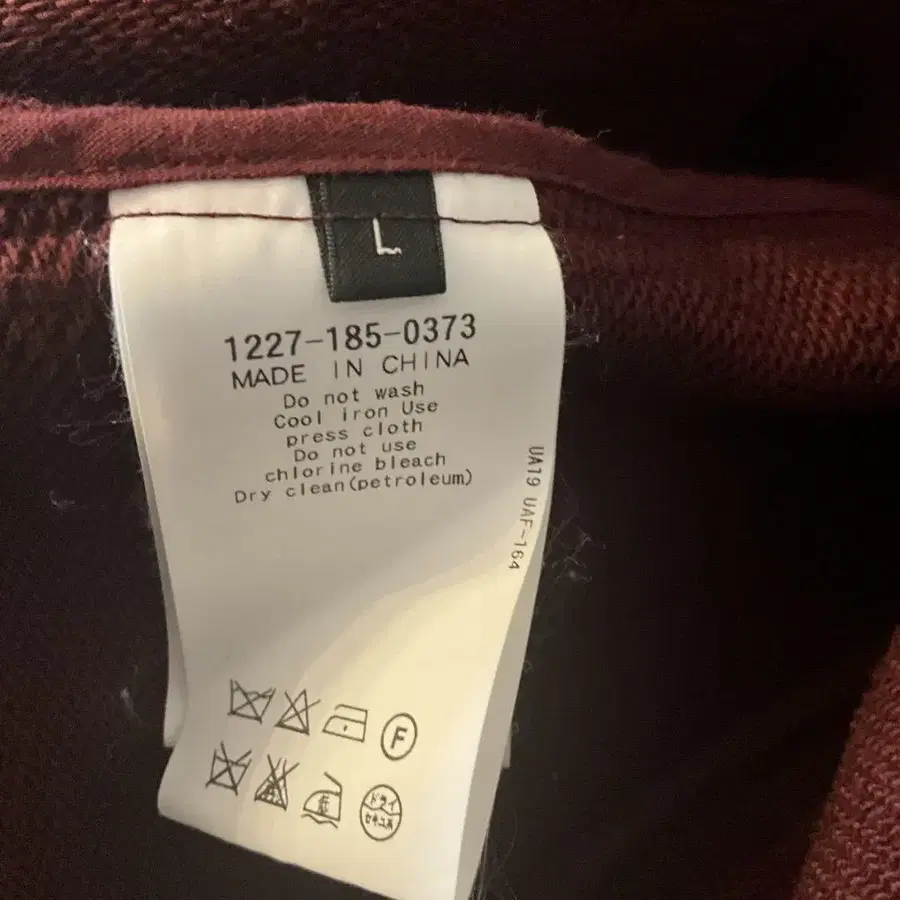 L
1227-185-0373
MADE IN CHINA
Do not wash
Cool iron Use
press cloth
Do not use
chlorine bleach
Dry clean(petroleum)
UA19 UAF-164
F
低
ドライ
セキユ系